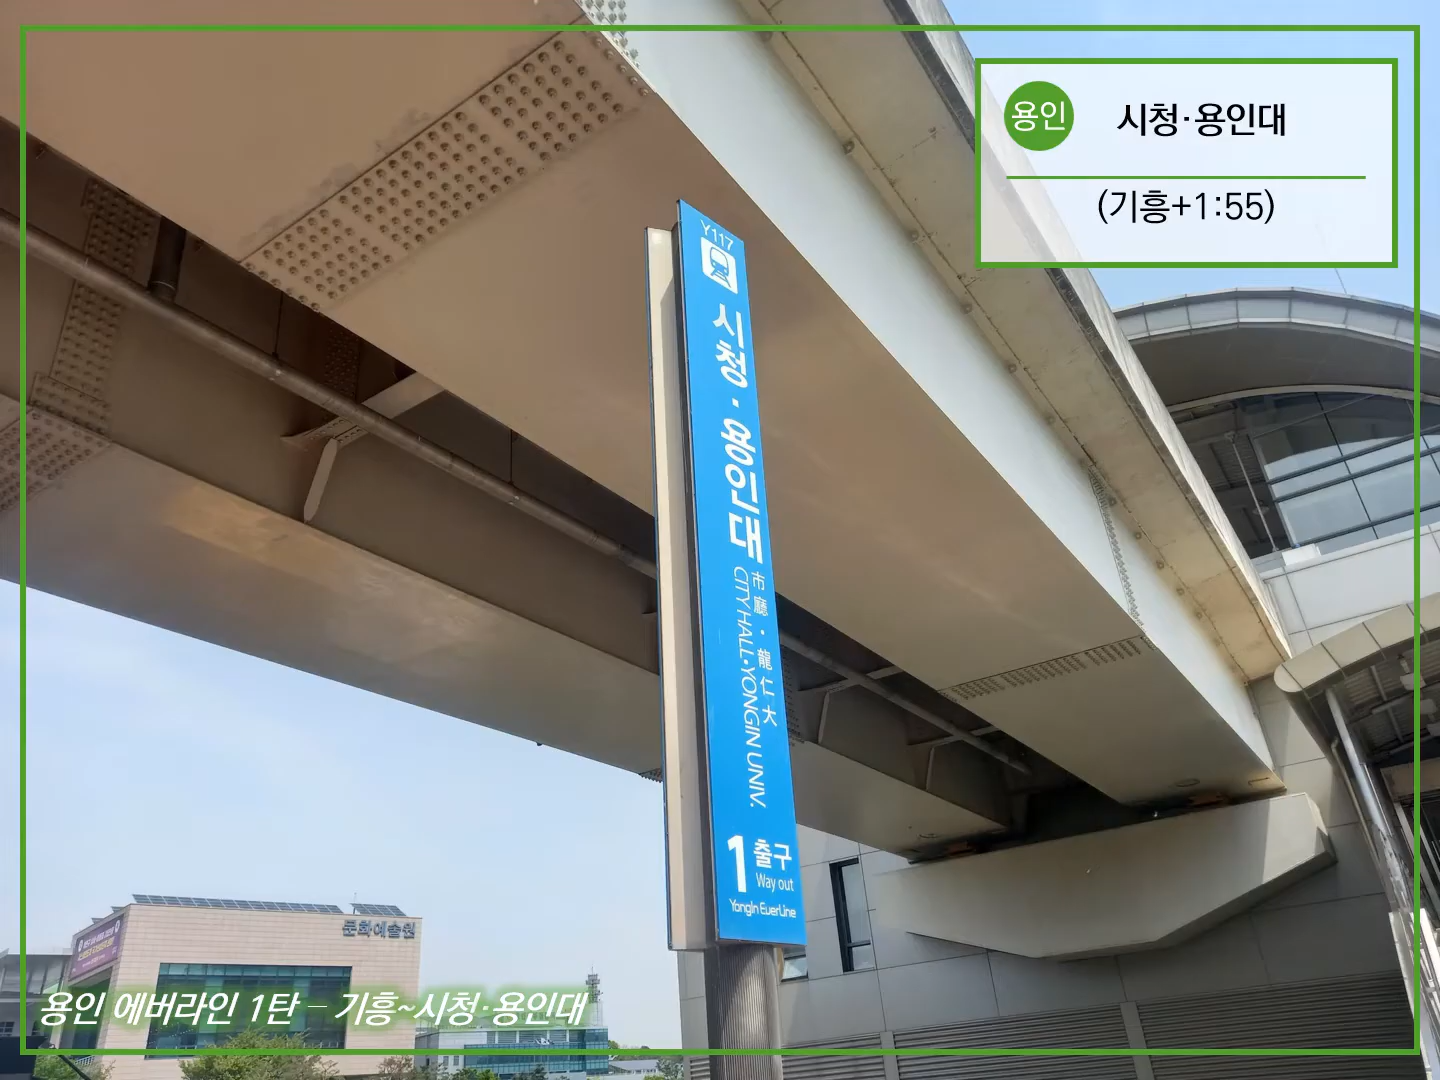 용인 시청·용인대
(기흥+1:55)
Y117
시청·용인대
市廳·龍仁大
CITY HALL·YONGIN UNIV.
1 출구
Way out
YongIn EverLine
문화예술원
용인 에버라인 1탄 – 기흥~시청·용인대